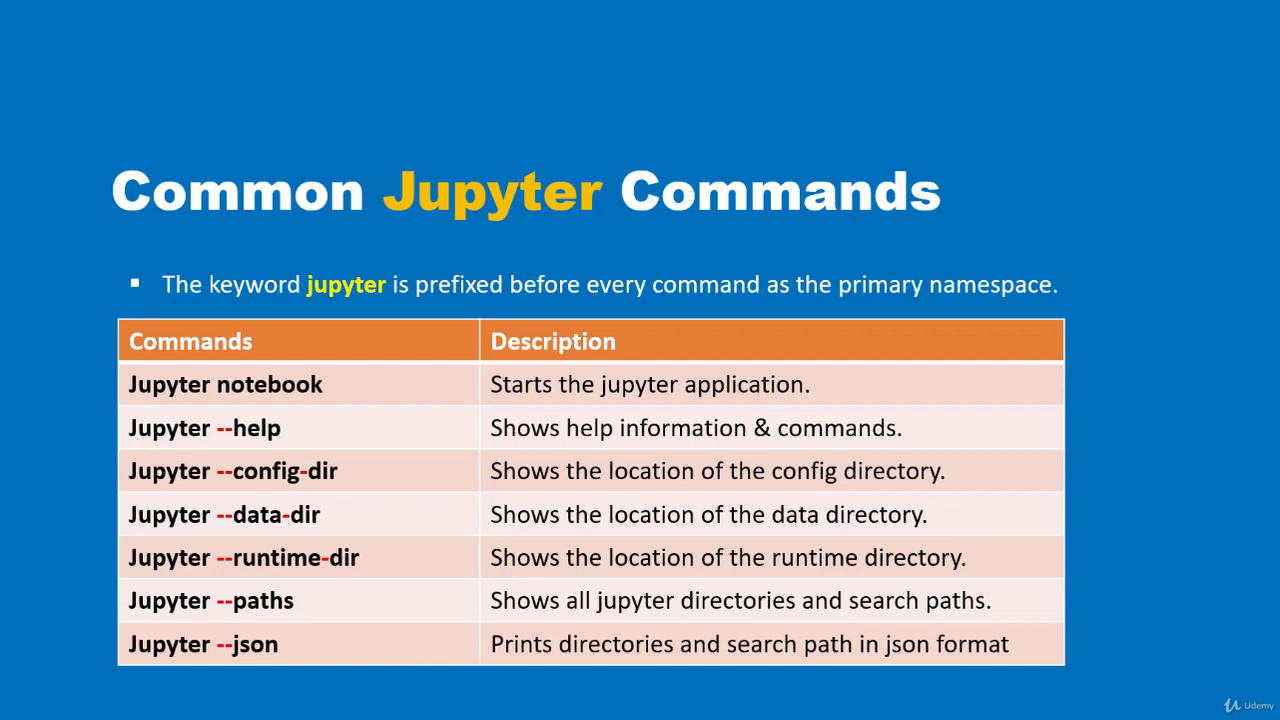 Common Jupyter Commands
▪ The keyword jupyter is prefixed before every command as the primary namespace.
Commands Description
Jupyter notebook Starts the jupyter application.
Jupyter --help Shows help information & commands.
Jupyter --config-dir Shows the location of the config directory.
Jupyter --data-dir Shows the location of the data directory.
Jupyter --runtime-dir Shows the location of the runtime directory.
Jupyter --paths Shows all jupyter directories and search paths.
Jupyter --json Prints directories and search path in json format
Udemy